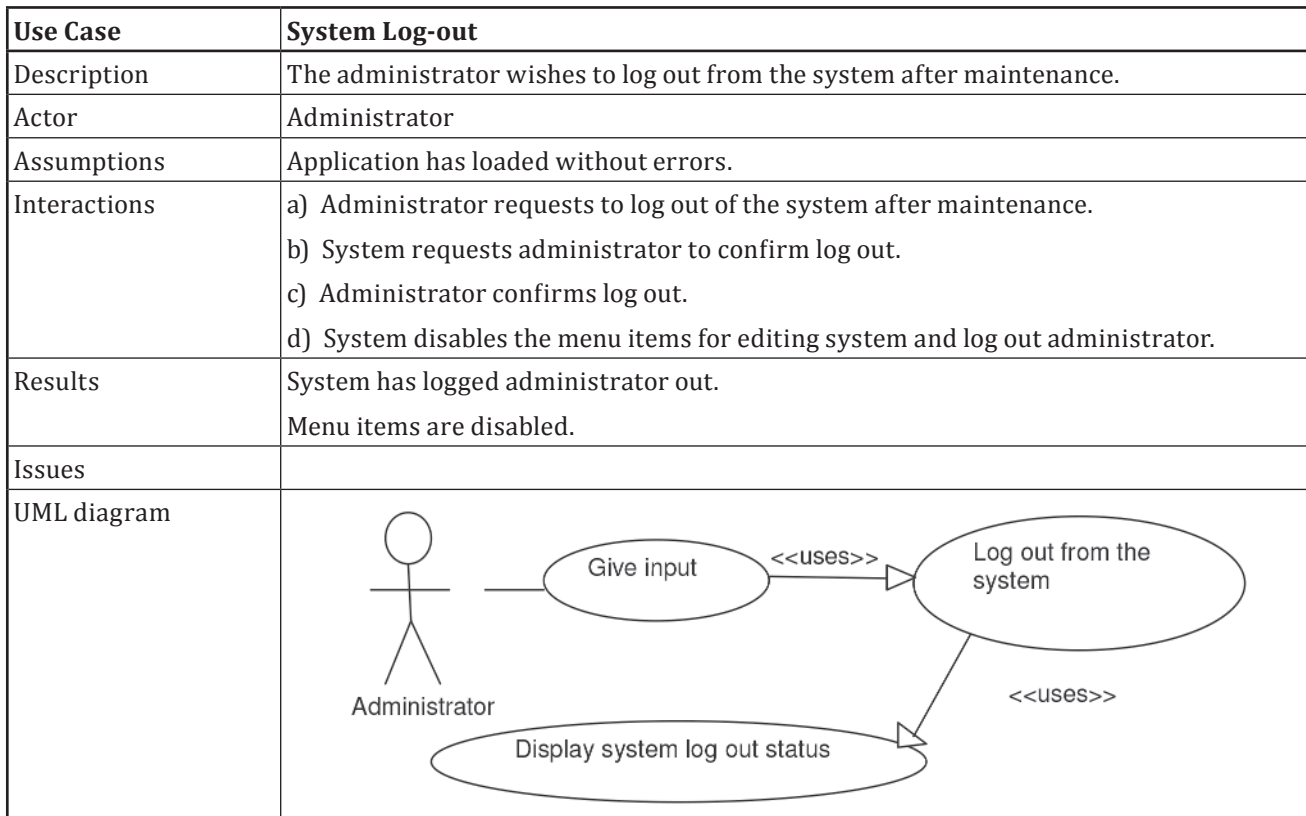 Use Case System Log-out
Description The administrator wishes to log out from the system after maintenance.
Actor Administrator
Assumptions Application has loaded without errors.
Interactions a) Administrator requests to log out of the system after maintenance.
b) System requests administrator to confirm log out.
c) Administrator confirms log out.
d) System disables the menu items for editing system and log out administrator.
Results System has logged administrator out.
Menu items are disabled.
Issues
UML diagram
Give input
<<uses>>
Log out from the
system
Administrator
<<uses>>
Display system log out status